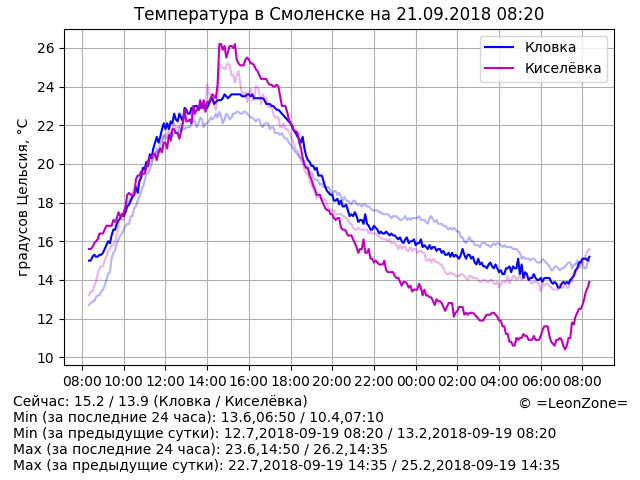 Температура в Смоленске на 21.09.2018 08:20
Кловка
Киселёвка
градусов Цельсия, °C
26
24
22
20
18
16
14
12
10
08:00 10:00 12:00 14:00 16:00 18:00 20:00 22:00 00:00 02:00 04:00 06:00 08:00
Сейчас: 15.2 / 13.9 (Кловка / Киселёвка)
© =LeonZone=
Min (за последние 24 часа): 13.6,06:50 / 10.4,07:10
Min (за предыдущие сутки): 12.7,2018-09-19 08:20 / 13.2,2018-09-19 08:20
Max (за последние 24 часа): 23.6,14:50 / 26.2,14:35
Max (за предыдущие сутки): 22.7,2018-09-19 14:35 / 25.2,2018-09-19 14:35